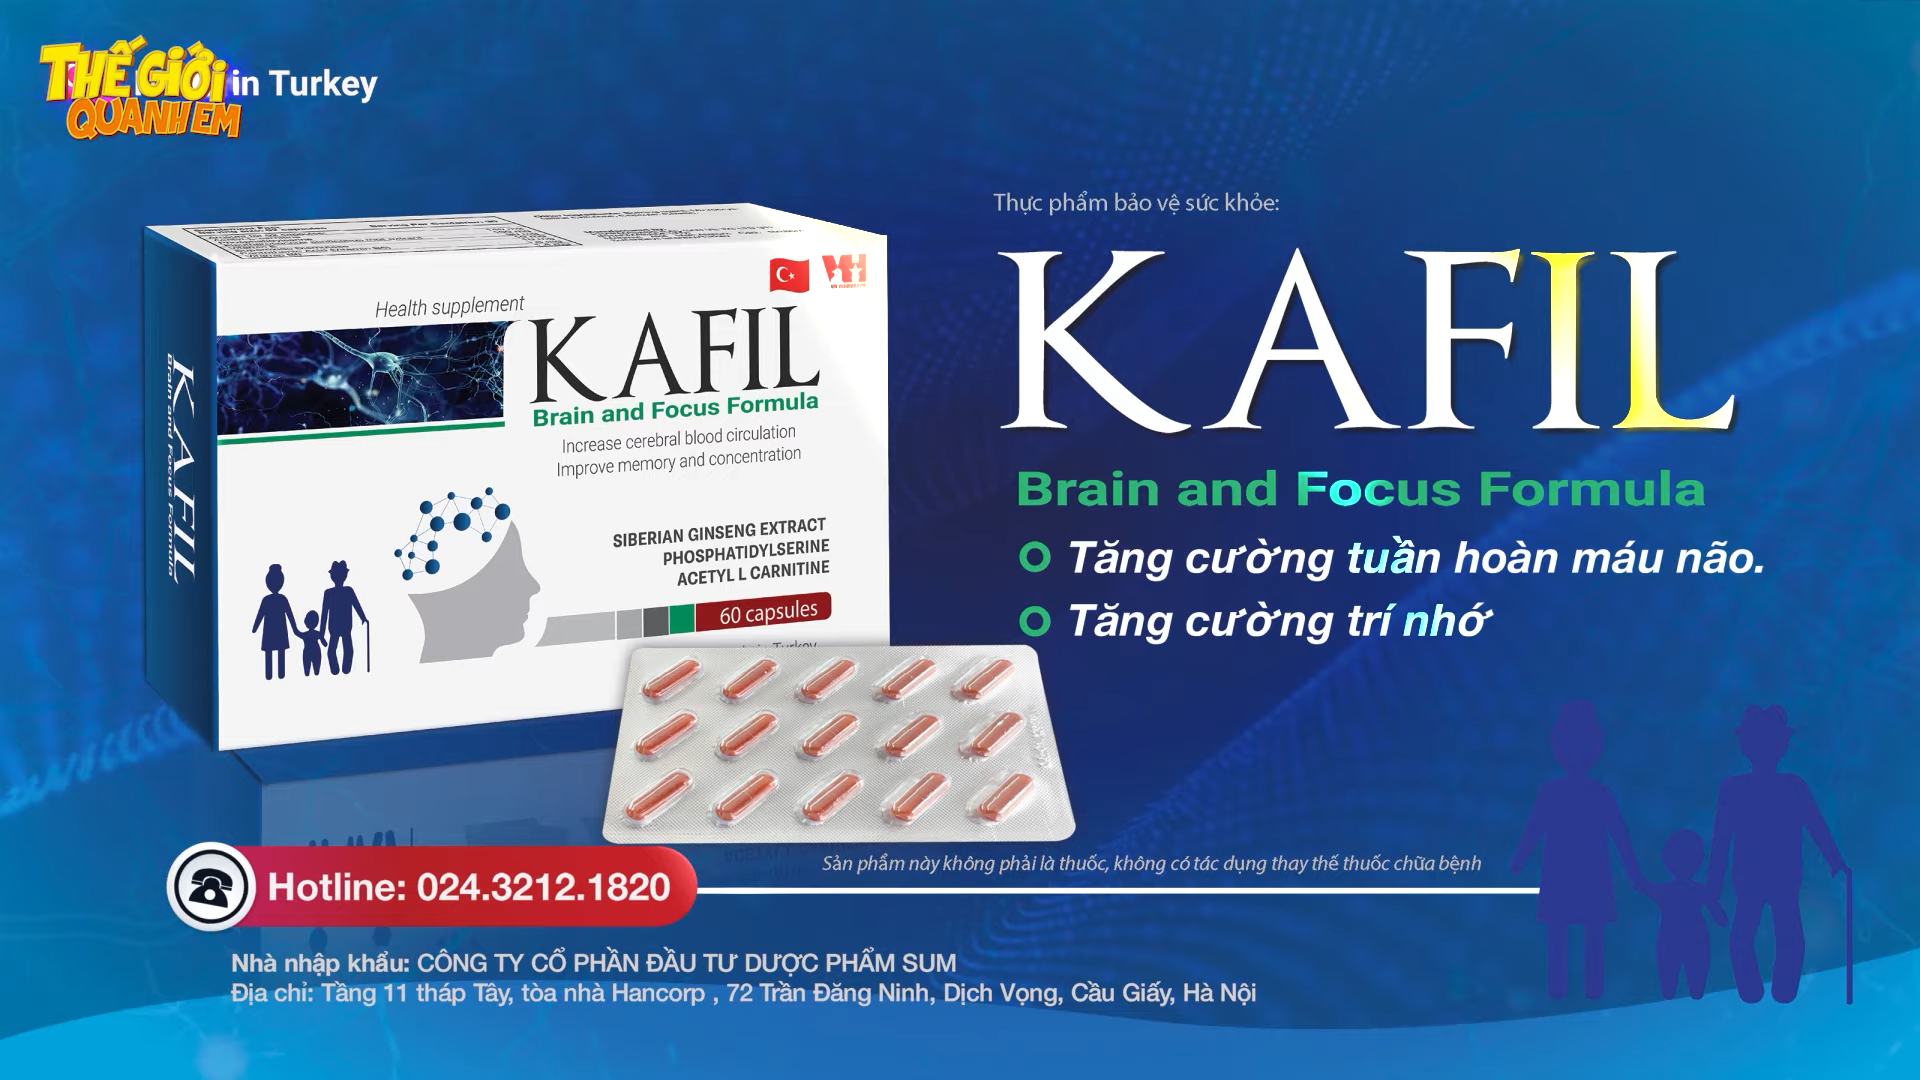 THẾ GIỚI
QUANH EM
in Turkey
Thực phẩm bảo vệ sức khỏe:
KAFIL
Brain and Focus Formula
Tăng cường tuần hoàn máu não.
Tăng cường trí nhớ
Health supplement
KAFIL
Brain and Focus Formula
Increase cerebral blood circulation
Improve memory and concentration
SIBERIAN GINSENG EXTRACT
PHOSPHATIDYLSERINE
ACETYL L CARNITINE
60 capsules
KAFIL
Brain and Focus Formula
Sản phẩm này không phải là thuốc, không có tác dụng thay thế thuốc chữa bệnh
Hotline: 024.3212.1820
Nhà nhập khẩu: CÔNG TY CỔ PHẦN ĐẦU TƯ DƯỢC PHẨM SUM
Địa chỉ: Tầng 11 tháp Tây, tòa nhà Hancorp , 72 Trần Đăng Ninh, Dịch Vọng, Cầu Giấy, Hà Nội